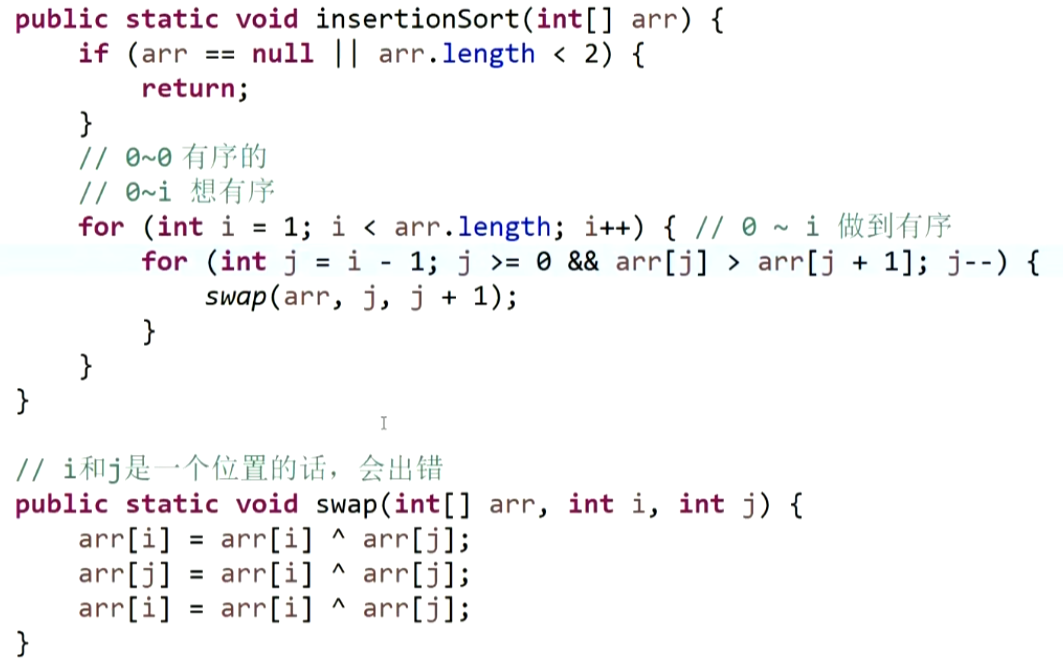 public static void insertionSort(int[] arr) {
    if (arr == null || arr.length < 2) {
        return;
    }
    // 0~0 有序的
    // 0~i 想有序
    for (int i = 1; i < arr.length; i++) { // 0 ~ i 做到有序
        for (int j = i - 1; j >= 0 && arr[j] > arr[j + 1]; j--) {
            swap(arr, j, j + 1);
        }
    }
}

// i和j是一个位置的话，会出错
public static void swap(int[] arr, int i, int j) {
    arr[i] = arr[i] ^ arr[j];
    arr[j] = arr[i] ^ arr[j];
    arr[i] = arr[i] ^ arr[j];
}